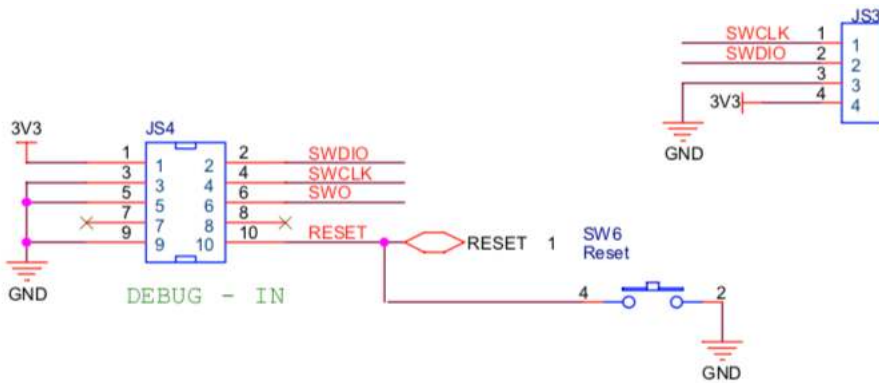 JS3
SWCLK 1 1
SWDIO 2 2
3 3
3V3 4 4
GND
3V3
JS4
1 1 2 2 SWDIO
3 3 4 4 SWCLK
5 5 6 6 SWO
7 7 8 8
9 9 10 10 RESET
RESET 1
SW6
Reset
GND
DEBUG - IN
4 2
GND